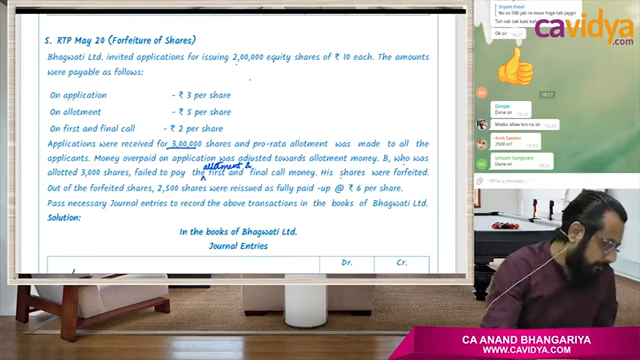 5. RTP May 20 (Forfeiture of Shares)
Bhagwati Ltd. invited applications for issuing 2,00,000 equity shares of ₹ 10 each. The amounts
were payable as follows:
On application - ₹ 3 per share
On allotment - ₹ 5 per share
On first and final call - ₹ 2 per share
Applications were received for 3,00,000 shares and pro-rata allotment was made to all the
applicants. Money overpaid on application was adjusted towards allotment money. B, who was
allotment &
allotted 3,000 shares, failed to pay the first and final call money. His shares were forfeited.
Out of the forfeited shares, 2,500 shares were reissued as fully paid-up @ ₹ 6 per share.
Pass necessary Journal entries to record the above transactions in the books of Bhagwati Ltd.
Solution:
In the books of Bhagwati Ltd.
Journal Entries
Dr. Cr.
Shyam Patel
Ok sir
cavidya.com
18:27
Dimple
Done sir
Arsh Saxena
2500 m?
Urvashi Gangwani
Done sir
Write a message...
CA ANAND BHANGARIYA
WWW.CAVIDYA.COM